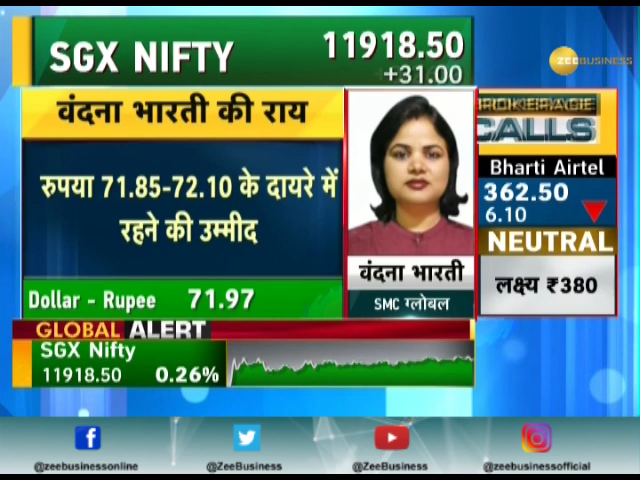 SGX NIFTY
11918.50
+31.00
ZEEBUSINESS
वंदना भारती की राय
रुपया 71.85-72.10 के दायरे में
रहने की उम्मीद
Dollar - Rupee 71.97
वंदना भारती
SMC ग्लोबल
BROKERAGE
CALLS
Bharti Airtel
362.50
6.10
NEUTRAL
लक्ष्य ₹380
GLOBAL ALERT
SGX Nifty
11918.50 0.26%
@zeebusinessonline
@ZeeBusiness
@ZeeBusiness
@zeebusinessofficial